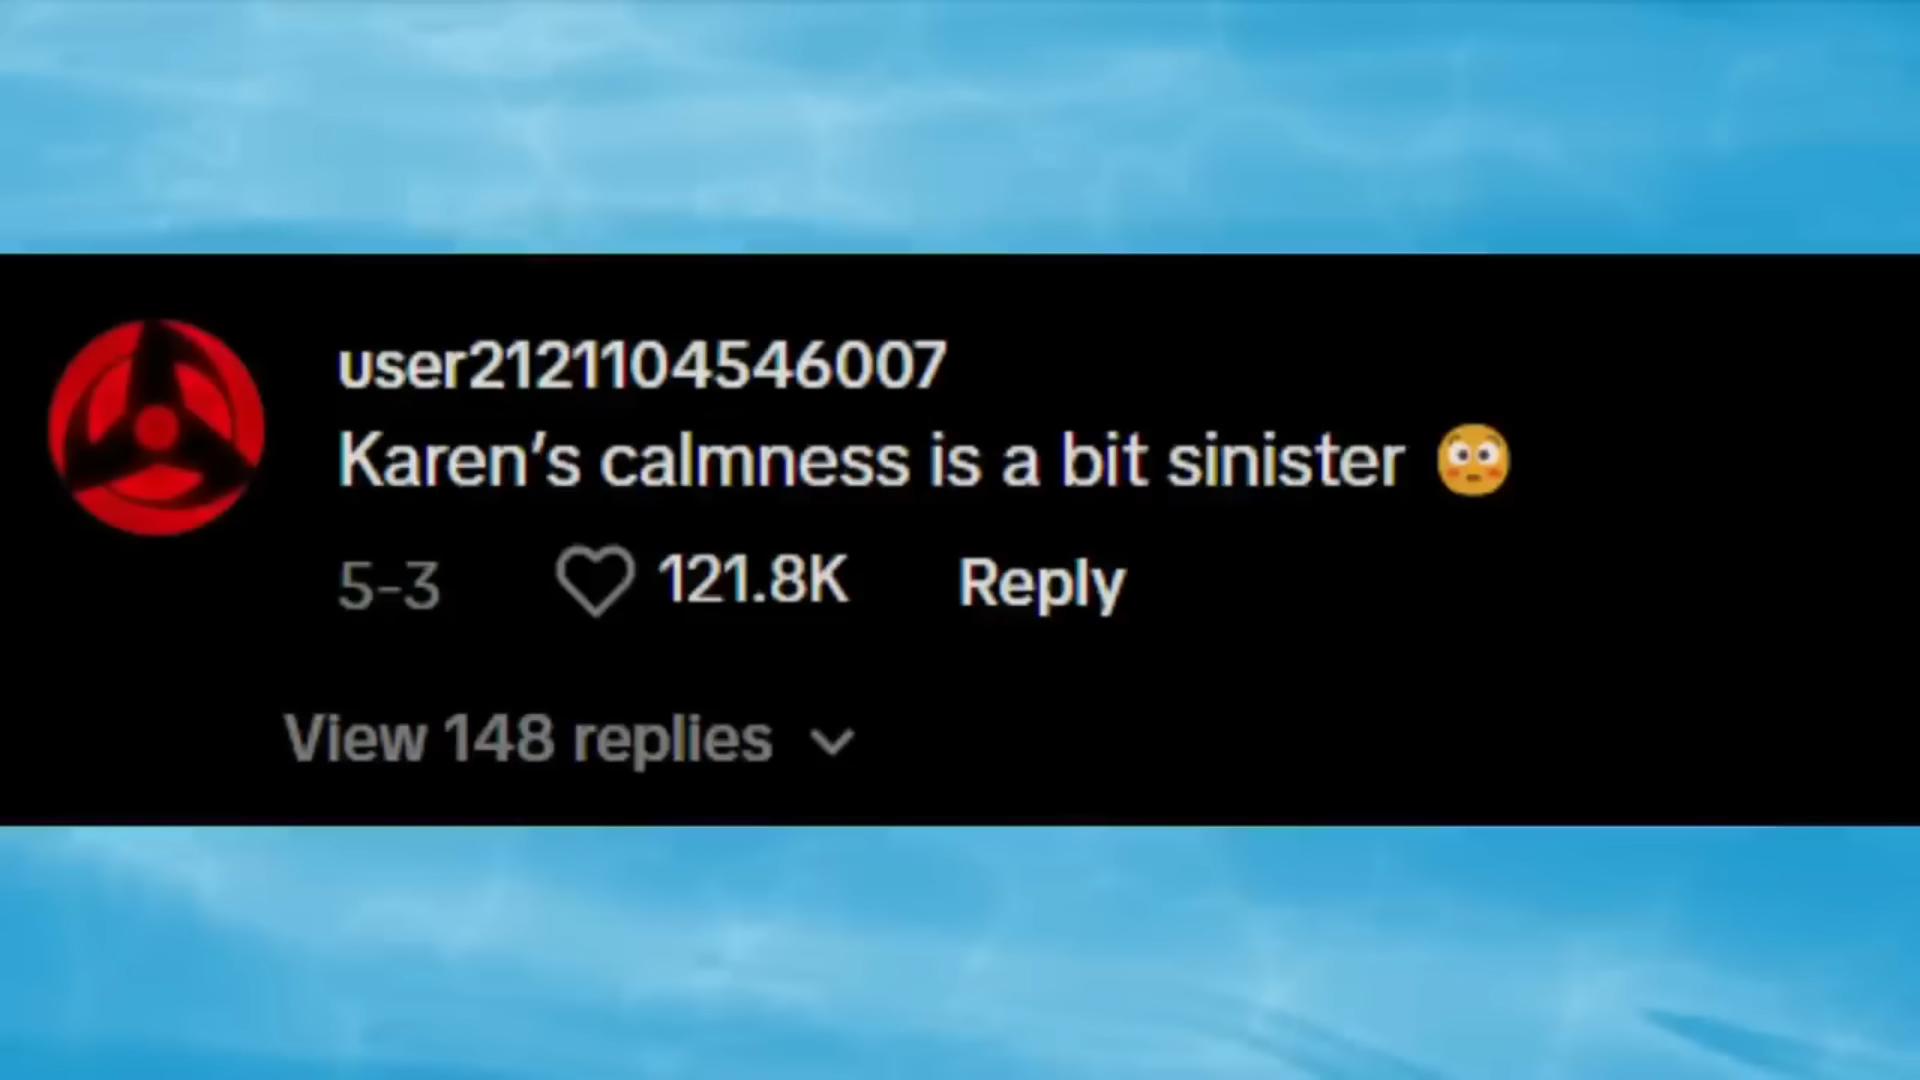 user2121104546007
Karen's calmness is a bit sinister 😳
5-3 121.8K Reply
View 148 replies